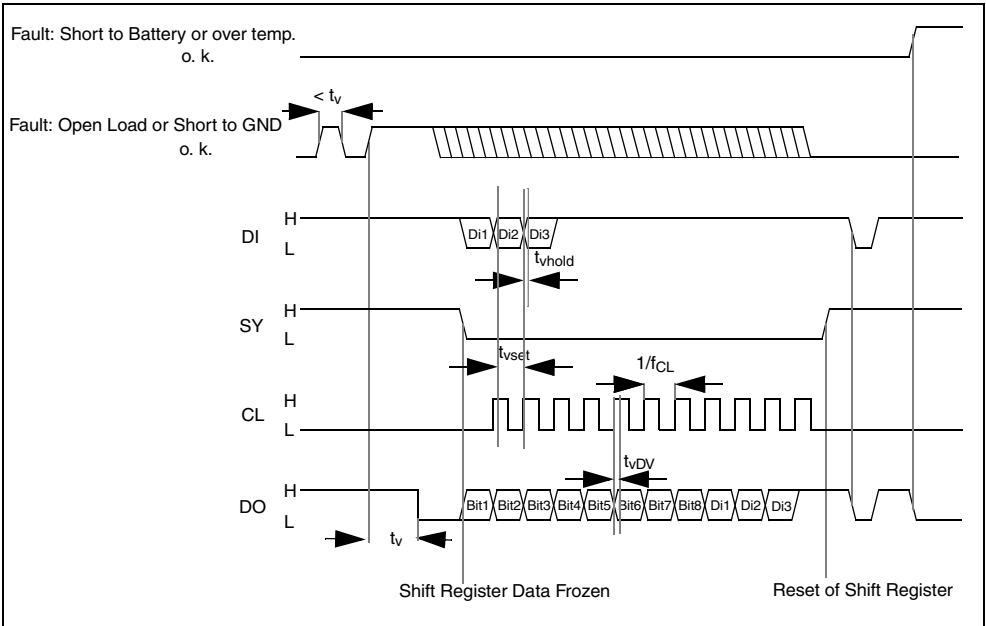 Fault: Short to Battery or over temp.
o. k.
< tv
Fault: Open Load or Short to GND
o. k.
H
DI
L
Di1 Di2 Di3
tvhold
H
SY
L
tvset
1/fCL
H
CL
L
tvDV
H
DO
L
Bit1 Bit2 Bit3 Bit4 Bit5 Bit6 Bit7 Bit8 Di1 Di2 Di3
tv
Shift Register Data Frozen
Reset of Shift Register